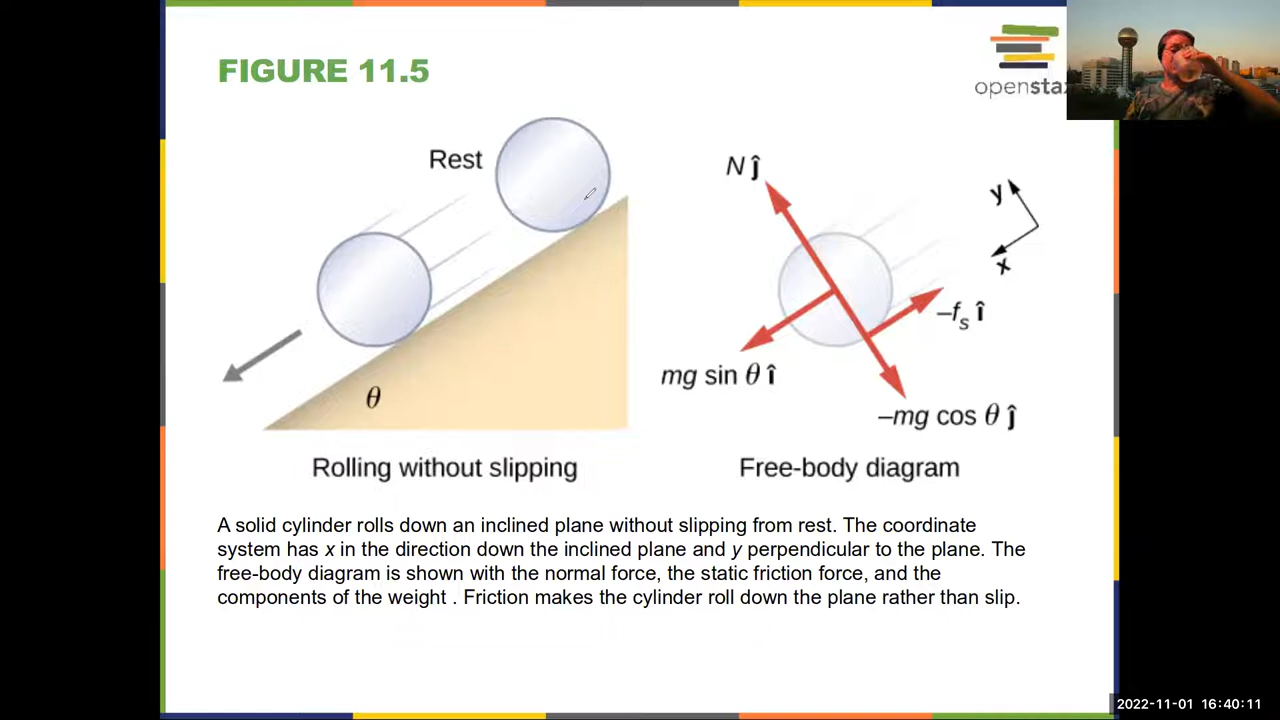 FIGURE 11.5
openstax
Rest
N ĵ
y
x
–fs î
mg sin θ î
θ
–mg cos θ ĵ
Rolling without slipping
Free-body diagram
A solid cylinder rolls down an inclined plane without slipping from rest. The coordinate
system has x in the direction down the inclined plane and y perpendicular to the plane. The
free-body diagram is shown with the normal force, the static friction force, and the
components of the weight . Friction makes the cylinder roll down the plane rather than slip.
2022-11-01 16:40:11